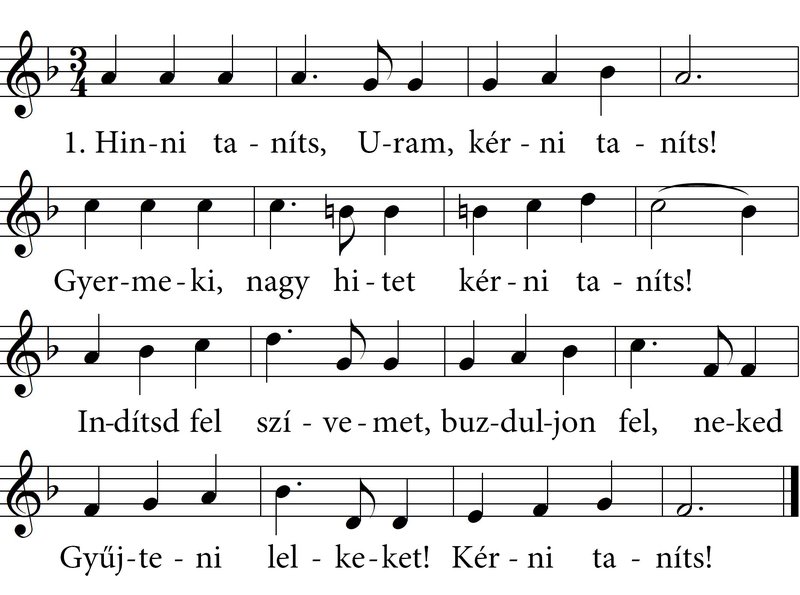 3
4
1. Hin-ni ta - níts, U-ram, kér - ni ta - níts!
Gyer-me-ki, nagy hi-tet kér-ni ta - níts!
In-dítsd fel szí - ve-met, buz-dul-jon fel, ne-ked
Gyűj-te - ni lel - ke-ket! Kér - ni ta - níts!